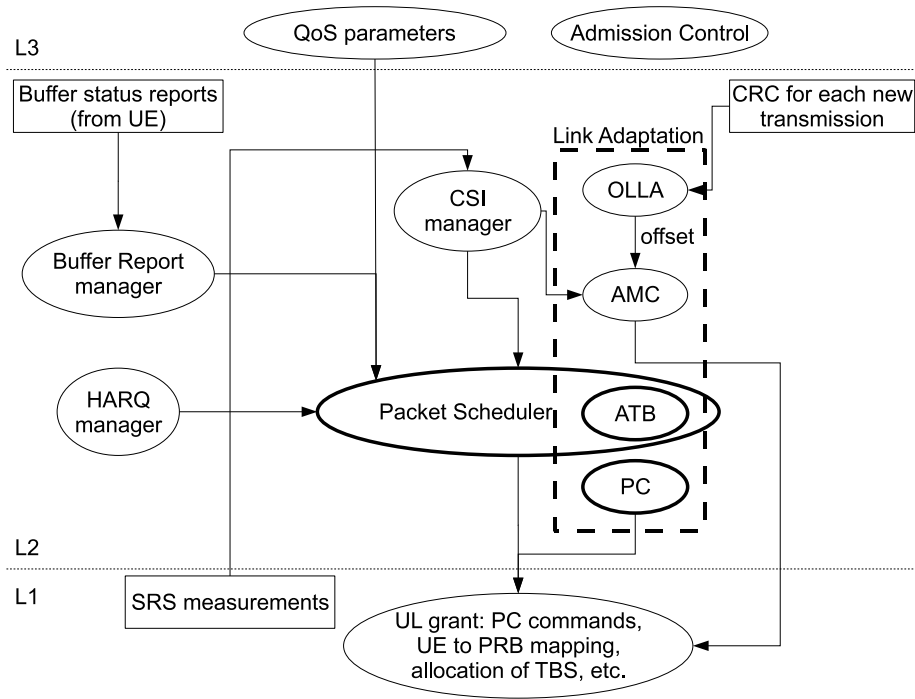 QoS parameters
Admission Control
L3
Buffer status reports
(from UE)
CRC for each new
transmission
Link Adaptation
OLLA
CSI
manager
offset
Buffer Report
manager
AMC
HARQ
manager
Packet Scheduler
ATB
PC
L2
L1
SRS measurements
UL grant: PC commands,
UE to PRB mapping,
allocation of TBS, etc.